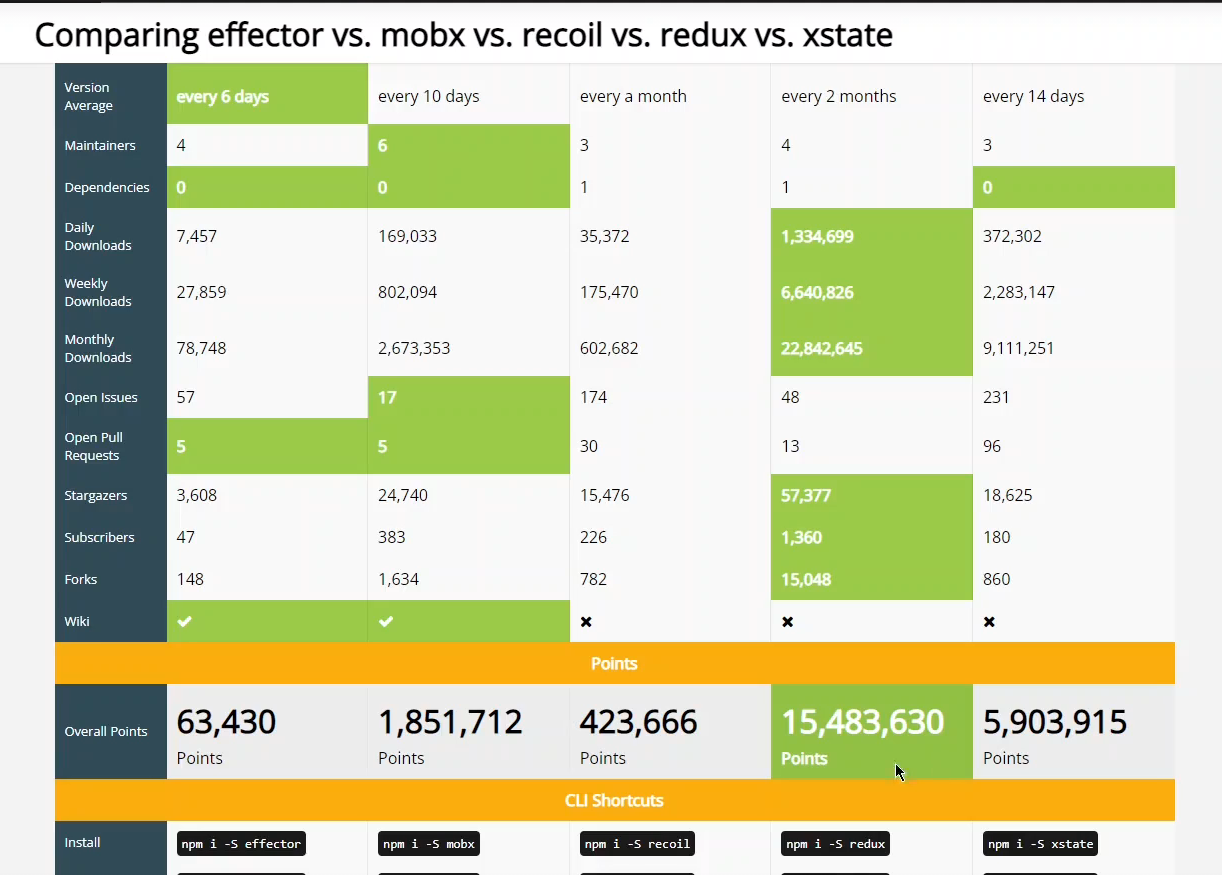 Comparing effector vs. mobx vs. recoil vs. redux vs. xstate
Version Average every 6 days every 10 days every a month every 2 months every 14 days
Maintainers 4 6 3 4 3
Dependencies 0 0 1 1 0
Daily Downloads 7,457 169,033 35,372 1,334,699 372,302
Weekly Downloads 27,859 802,094 175,470 6,640,826 2,283,147
Monthly Downloads 78,748 2,673,353 602,682 22,842,645 9,111,251
Open Issues 57 17 174 48 231
Open Pull Requests 5 5 30 13 96
Stargazers 3,608 24,740 15,476 57,377 18,625
Subscribers 47 383 226 1,360 180
Forks 148 1,634 782 15,048 860
Wiki
Points
Overall Points 63,430 Points 1,851,712 Points 423,666 Points 15,483,630 Points 5,903,915 Points
CLI Shortcuts
Install npm i -S effector npm i -S mobx npm i -S recoil npm i -S redux npm i -S xstate